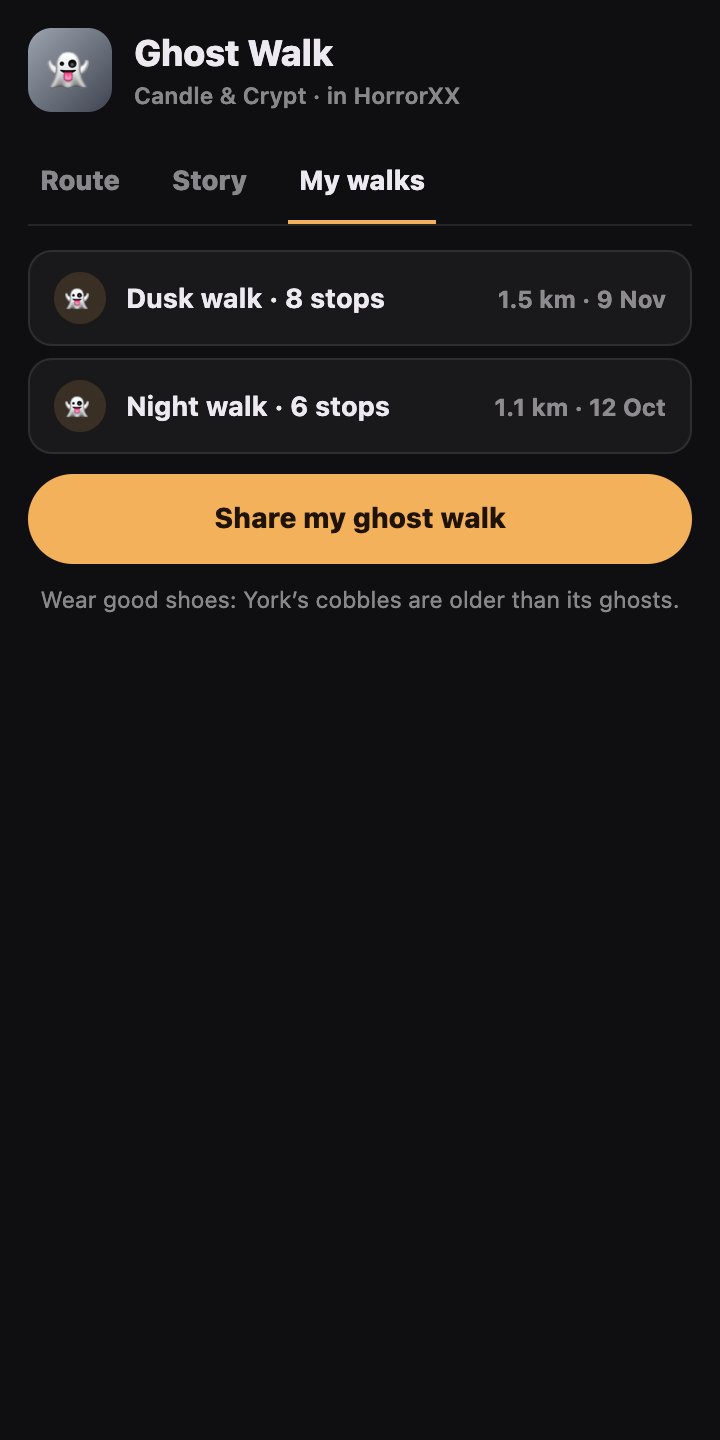 Ghost Walk
Candle & Crypt · in HorrorXX
Route Story My walks
Dusk walk · 8 stops 1.5 km · 9 Nov
Night walk · 6 stops 1.1 km · 12 Oct
Share my ghost walk
Wear good shoes: York’s cobbles are older than its ghosts.